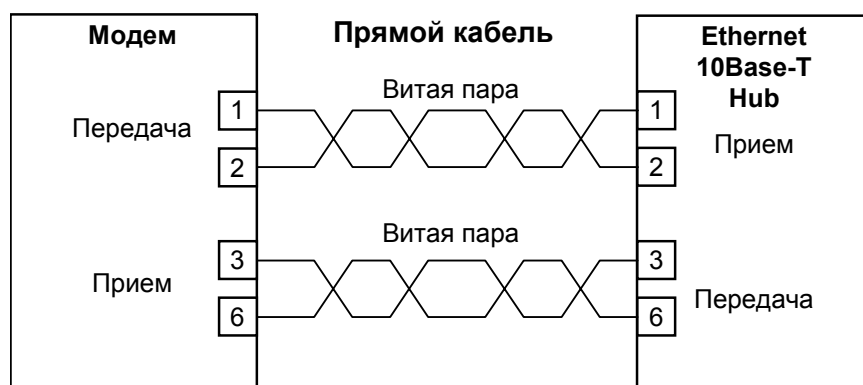 Модем
Прямой кабель
Ethernet
10Base-T
Hub
Витая пара
1
1
Передача
Прием
2
2
Витая пара
3
3
Прием
Передача
6
6